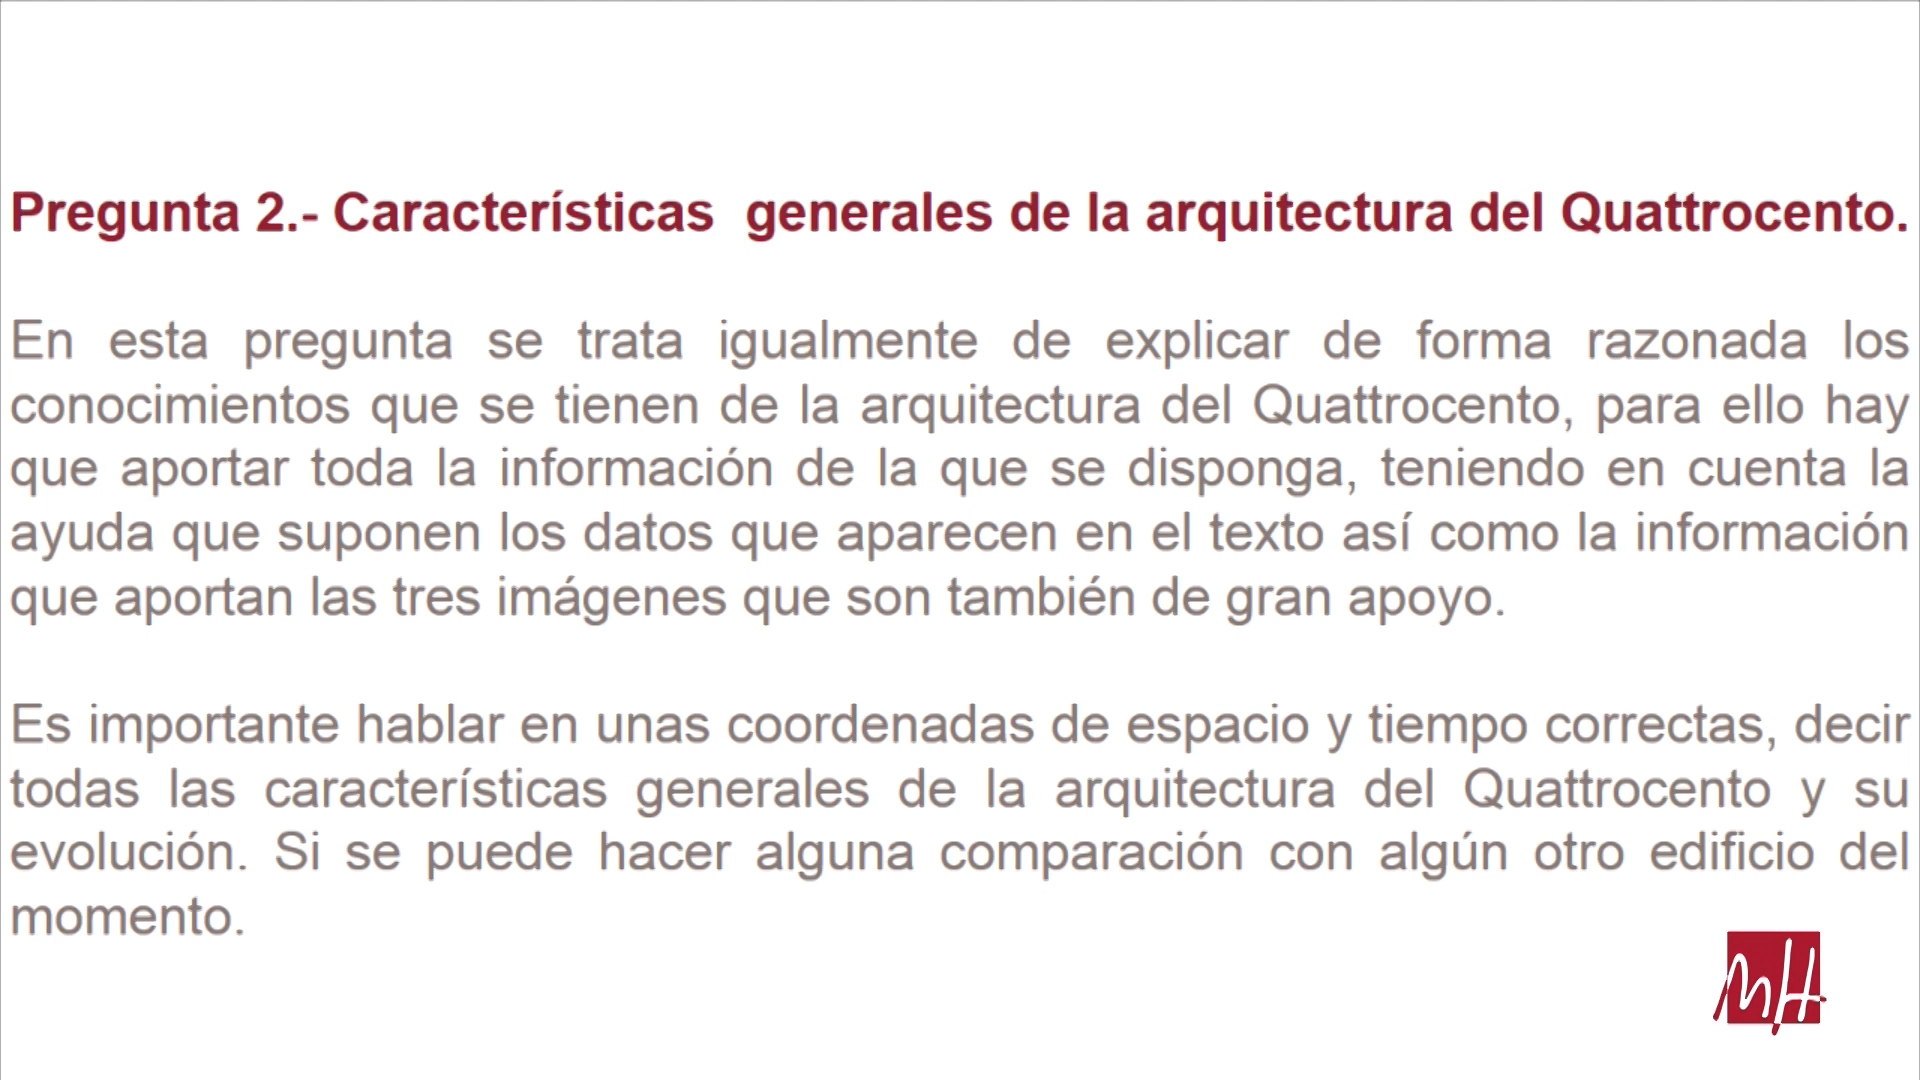 Pregunta 2.- Características generales de la arquitectura del Quattrocento.
En esta pregunta se trata igualmente de explicar de forma razonada los
conocimientos que se tienen de la arquitectura del Quattrocento, para ello hay
que aportar toda la información de la que se disponga, teniendo en cuenta la
ayuda que suponen los datos que aparecen en el texto así como la información
que aportan las tres imágenes que son también de gran apoyo.
Es importante hablar en unas coordenadas de espacio y tiempo correctas, decir
todas las características generales de la arquitectura del Quattrocento y su
evolución. Si se puede hacer alguna comparación con algún otro edificio del
momento.
MH